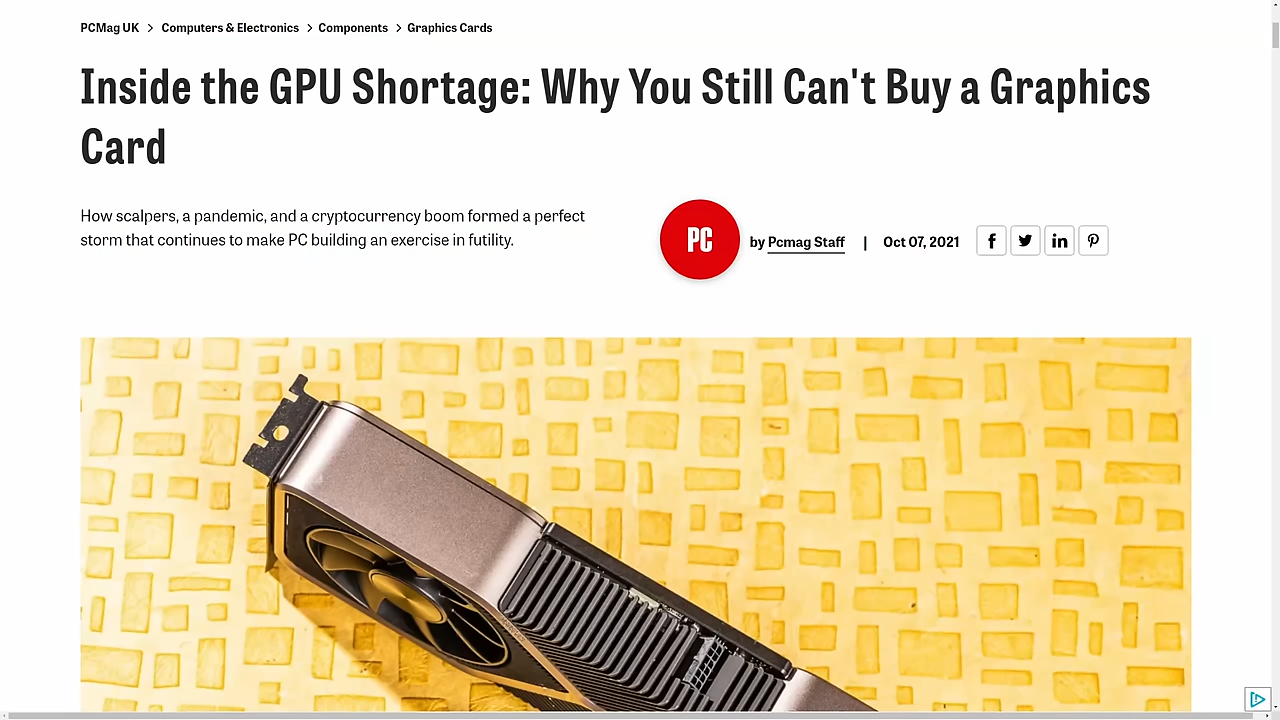 PCMag UK > Computers & Electronics > Components > Graphics Cards
Inside the GPU Shortage: Why You Still Can't Buy a Graphics
Card
How scalpers, a pandemic, and a cryptocurrency boom formed a perfect
storm that continues to make PC building an exercise in futility.
PC
by Pcmag Staff | Oct 07, 2021